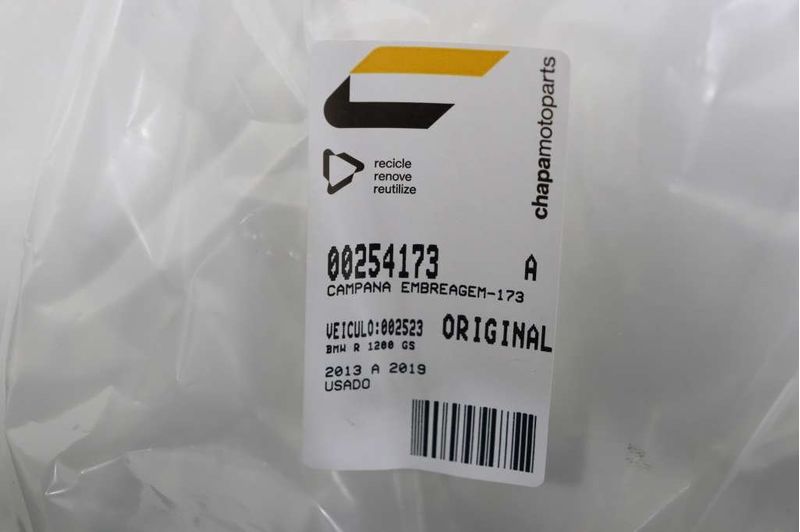 chapamotoparts
recicle
renove
reutilize
00254173 A
CAMPANA EMBREAGEM-173
VEICULO:002523 ORIGINAL
BMW R 1200 GS
2013 A 2019
USADO